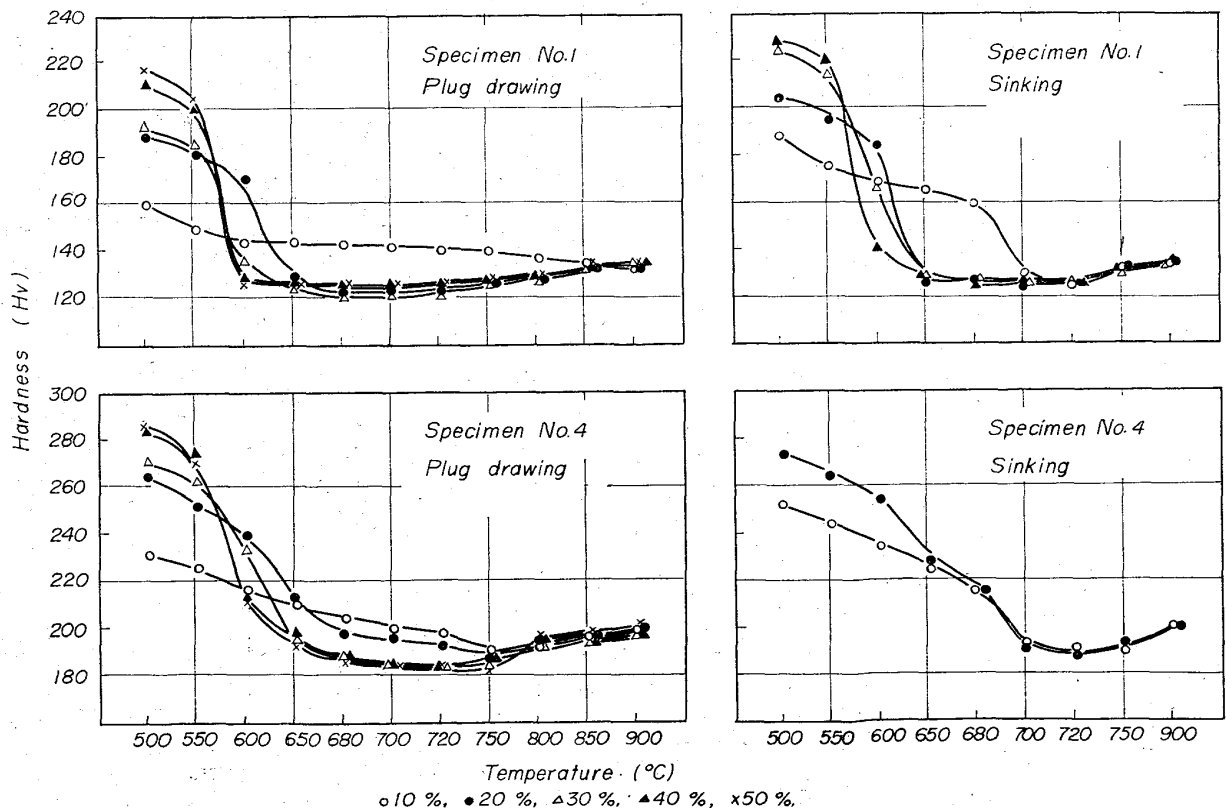 240
220
200
180
160
140
120
Specimen No.1
Plug drawing
Specimen No.1
Sinking
Hardness (Hv)
300
280
260
240
220
200
180
Specimen No.4
Plug drawing
Specimen No.4
Sinking
500 550 600 650 680 700 720 750 800 850 900
500 550 600 650 680 700 720 750 900
Temperature (°C)
○ 10 %, ● 20 %, △ 30 %, ▲ 40 %, x 50 %.